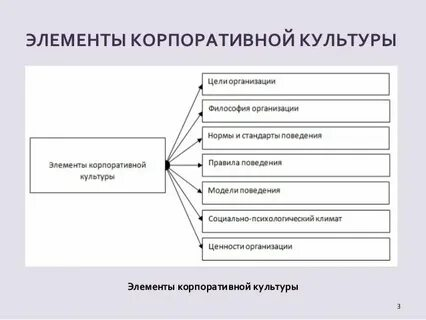 ЭЛЕМЕНТЫ КОРПОРАТИВНОЙ КУЛЬТУРЫ
Элементы корпоративной
культуры
Цели организации
Философия организации
Нормы и стандарты поведения
Правила поведения
Модели поведения
Социально-психологический климат
Ценности организации
Элементы корпоративной культуры
3